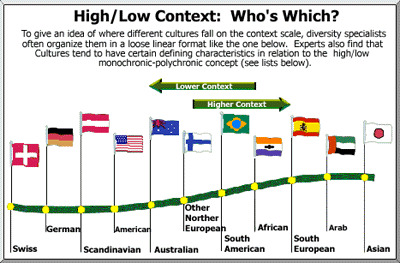 High/Low Context:  Who's Which?
To give an idea of where different cultures fall on the context scale, diversity specialists
often organize them in a loose linear format like the one below.  Experts also find that
Cultures tend to have certain defining characteristics in relation to the  high/low
monochronic-polychronic concept (see lists below).
Lower Context
Higher Context
Swiss
German
Scandinavian
American
Australian
Other
Norther
European
South
American
African
South
European
Arab
Asian